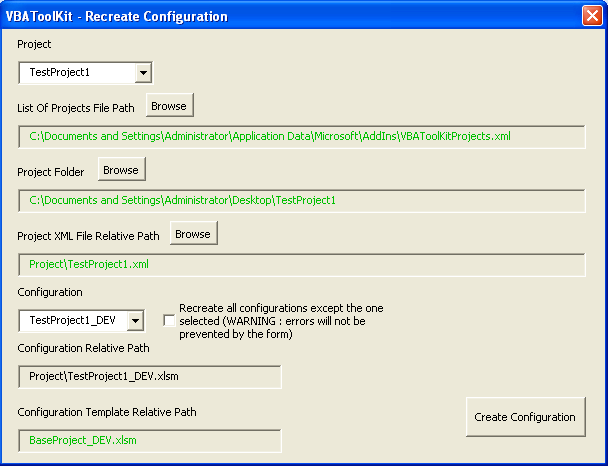 VBAToolKit - Recreate Configuration
Project
TestProject1
List Of Projects File Path
Browse
C:\Documents and Settings\Administrator\Application Data\Microsoft\AddIns\VBAToolKitProjects.xml
Project Folder
Browse
C:\Documents and Settings\Administrator\Desktop\TestProject1
Project XML File Relative Path
Browse
Project\TestProject1.xml
Configuration
TestProject1_DEV
Recreate all configurations except the one
selected (WARNING : errors will not be
prevented by the form)
Configuration Relative Path
Project\TestProject1_DEV.xlsm
Configuration Template Relative Path
BaseProject_DEV.xlsm
Create Configuration